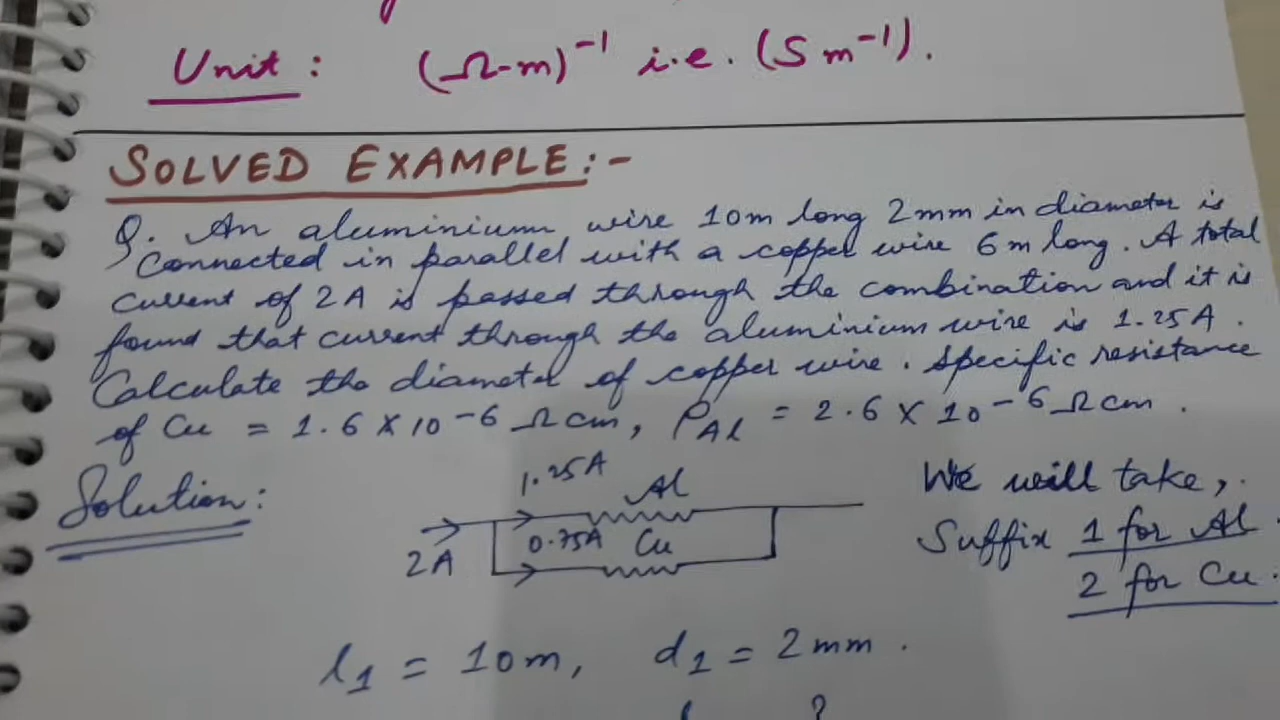 Unit : (Ω-m)⁻¹ i.e. (S m⁻¹).
SOLVED EXAMPLE:-
Q. An aluminium wire 10m long 2mm in diameter is
connected in parallel with a copper wire 6m long. A total
current of 2A is passed through the combination and it is
found that current through the aluminium wire is 1.25A.
Calculate the diameter of copper wire. Specific resistance
of Cu = 1.6 × 10⁻⁶ Ω cm, ρAl = 2.6 × 10⁻⁶ Ω cm.
Solution:
1.25A
Al
0.75A Cu
2A
We will take,
Suffix 1 for Al.
2 for Cu.
l₁ = 10m, d₁ = 2mm.